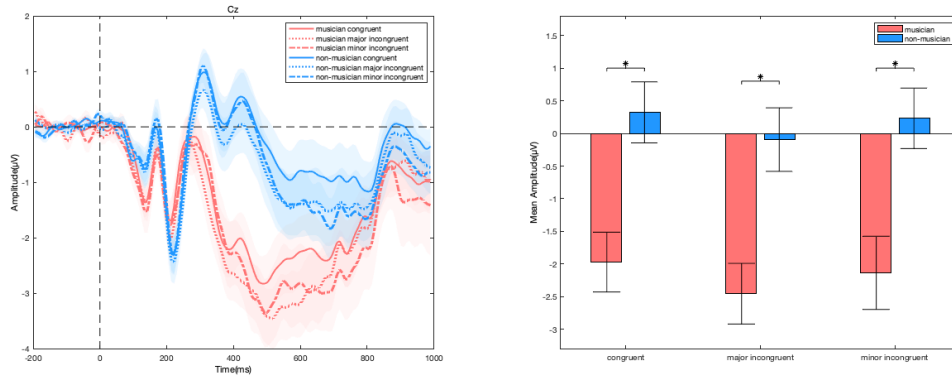 Cz
musician congruent
musician major incongruent
musician minor incongruent
non-musician congruent
non-musician major incongruent
non-musician minor incongruent
2
1
0
-1
-2
-3
-4
Amplitude(μV)
-200 0 200 400 600 800 1000
Time(ms)
musician
non-musician
1.5
1
0.5
0
-0.5
-1
-1.5
-2
-2.5
-3
Mean Amplitude(μV)
* * *
congruent major incongruent minor incongruent